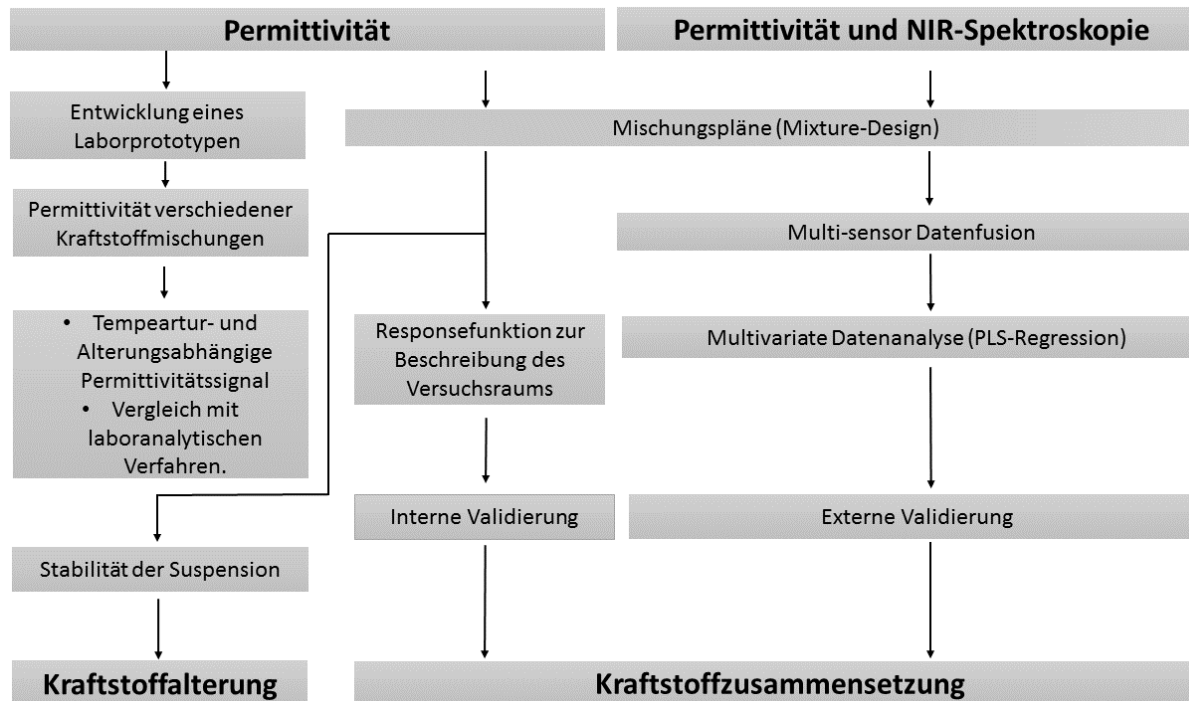 Permittivität
Permittivität und NIR-Spektroskopie
Entwicklung eines
Laborprototypen
Mischungspläne (Mixture-Design)
Permittivität verschiedener
Kraftstoffmischungen
Multi-sensor Datenfusion
• Tempeartur- und
Alterungsabhängige
Permittivitätssignal
• Vergleich mit
laboranalytischen
Verfahren.
Responsefunktion zur
Beschreibung des
Versuchsraums
Multivariate Datenanalyse (PLS-Regression)
Interne Validierung
Externe Validierung
Stabilität der Suspension
Kraftstoffalterung
Kraftstoffzusammensetzung